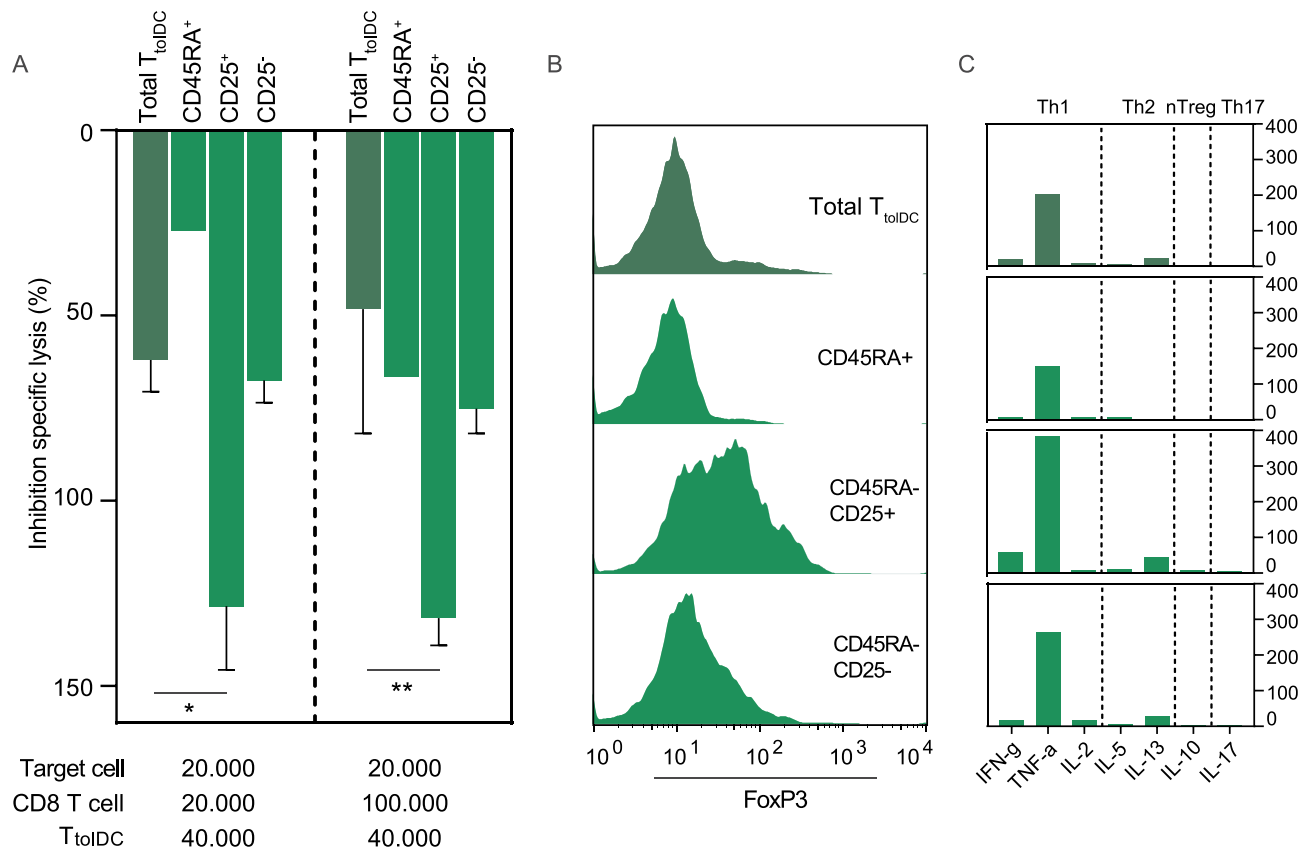 A
Total TtolDC
CD45RA+
CD25+
CD25-
Total TtolDC
CD45RA+
CD25+
CD25-
0
50
100
150
Inhibition specific lysis (%)
*
**
Target cell 20.000 20.000
CD8 T cell 20.000 100.000
TtolDC 40.000 40.000
B
Total TtolDC
CD45RA+
CD45RA-
CD25+
CD45RA-
CD25-
10^0 10^1 10^2 10^3 10^4
FoxP3
C
Th1 Th2 nTreg Th17
400
300
200
100
0
400
300
200
100
0
400
300
200
100
0
400
300
200
100
0
IFN-g TNF-a IL-2 IL-5 IL-13 IL-10 IL-17